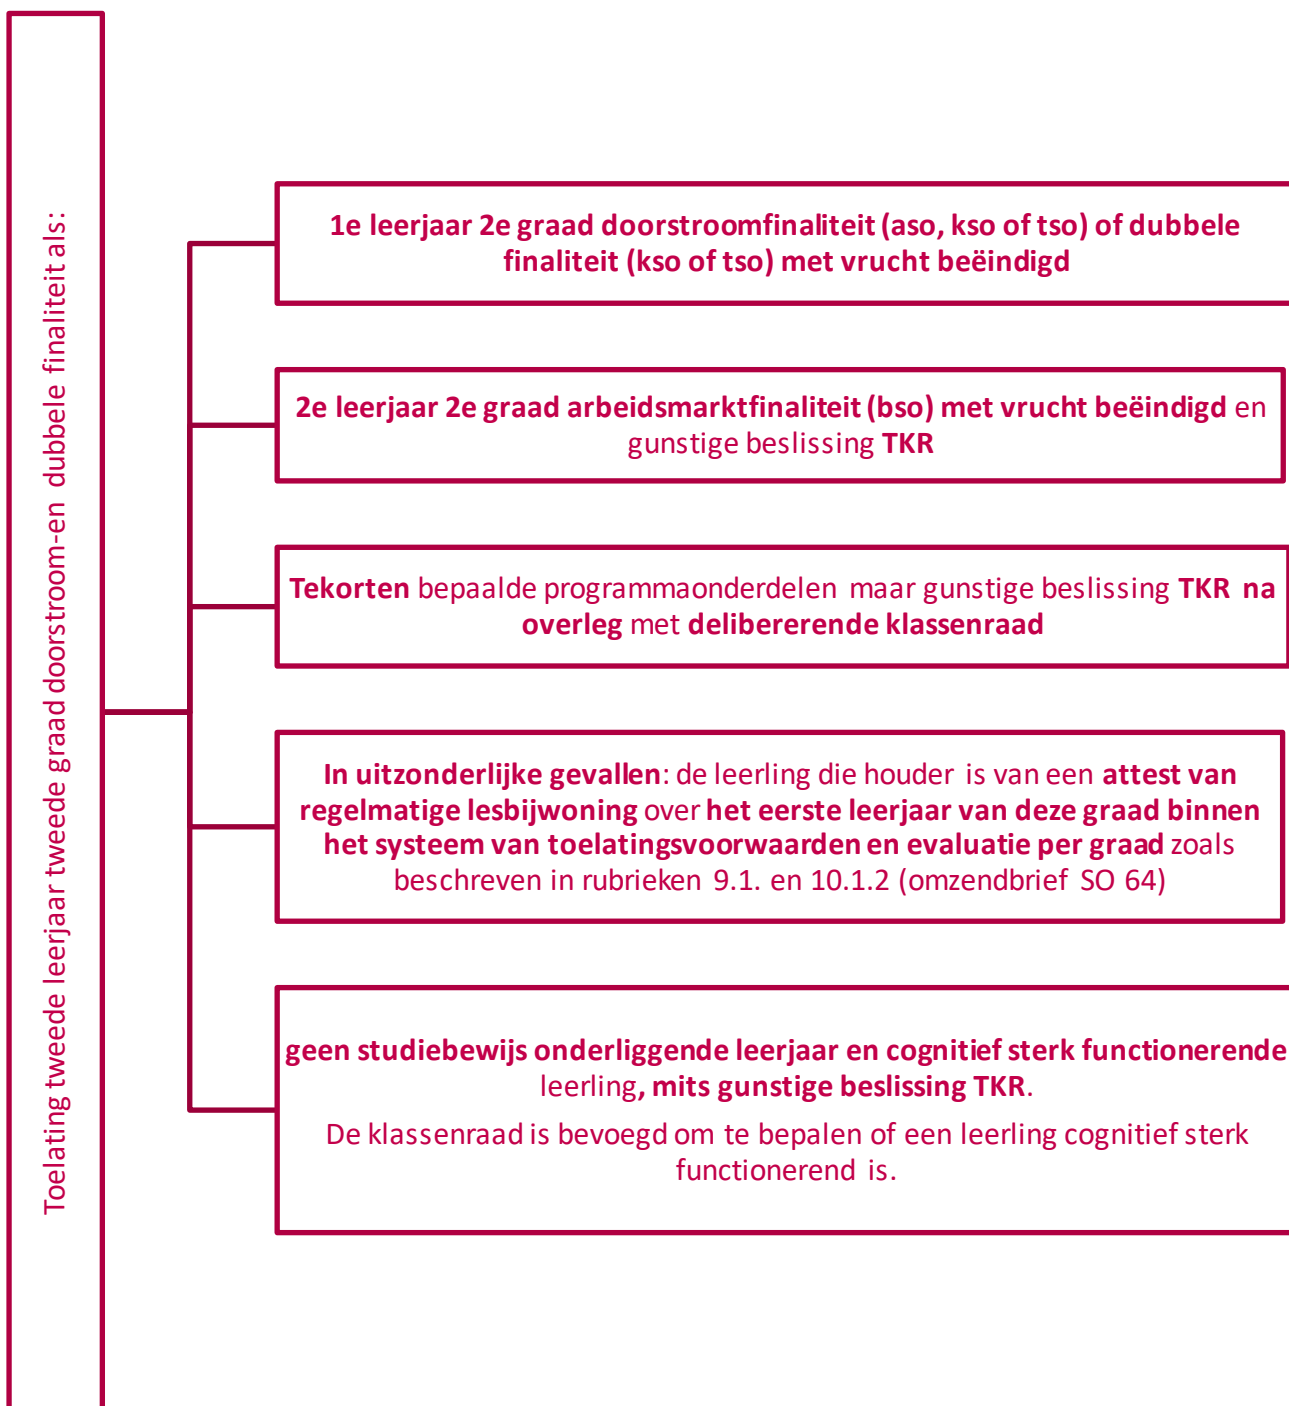 Toelating tweede leerjaar tweede graad doorstroom-en dubbele finaliteit als:
1e leerjaar 2e graad doorstroomfinaliteit (aso, kso of tso) of dubbele
finaliteit (kso of tso) met vrucht beëindigd
2e leerjaar 2e graad arbeidsmarktfinaliteit (bso) met vrucht beëindigd en
gunstige beslissing TKR
Tekorten bepaalde programmaonderdelen maar gunstige beslissing TKR na
overleg met delibererende klassenraad
In uitzonderlijke gevallen: de leerling die houder is van een attest van
regelmatige lesbijwoning over het eerste leerjaar van deze graad binnen
het systeem van toelatingsvoorwaarden en evaluatie per graad zoals
beschreven in rubrieken 9.1. en 10.1.2 (omzendbrief SO 64)
geen studiebewijs onderliggende leerjaar en cognitief sterk functionerende
leerling, mits gunstige beslissing TKR.
De klassenraad is bevoegd om te bepalen of een leerling cognitief sterk
functionerend is.